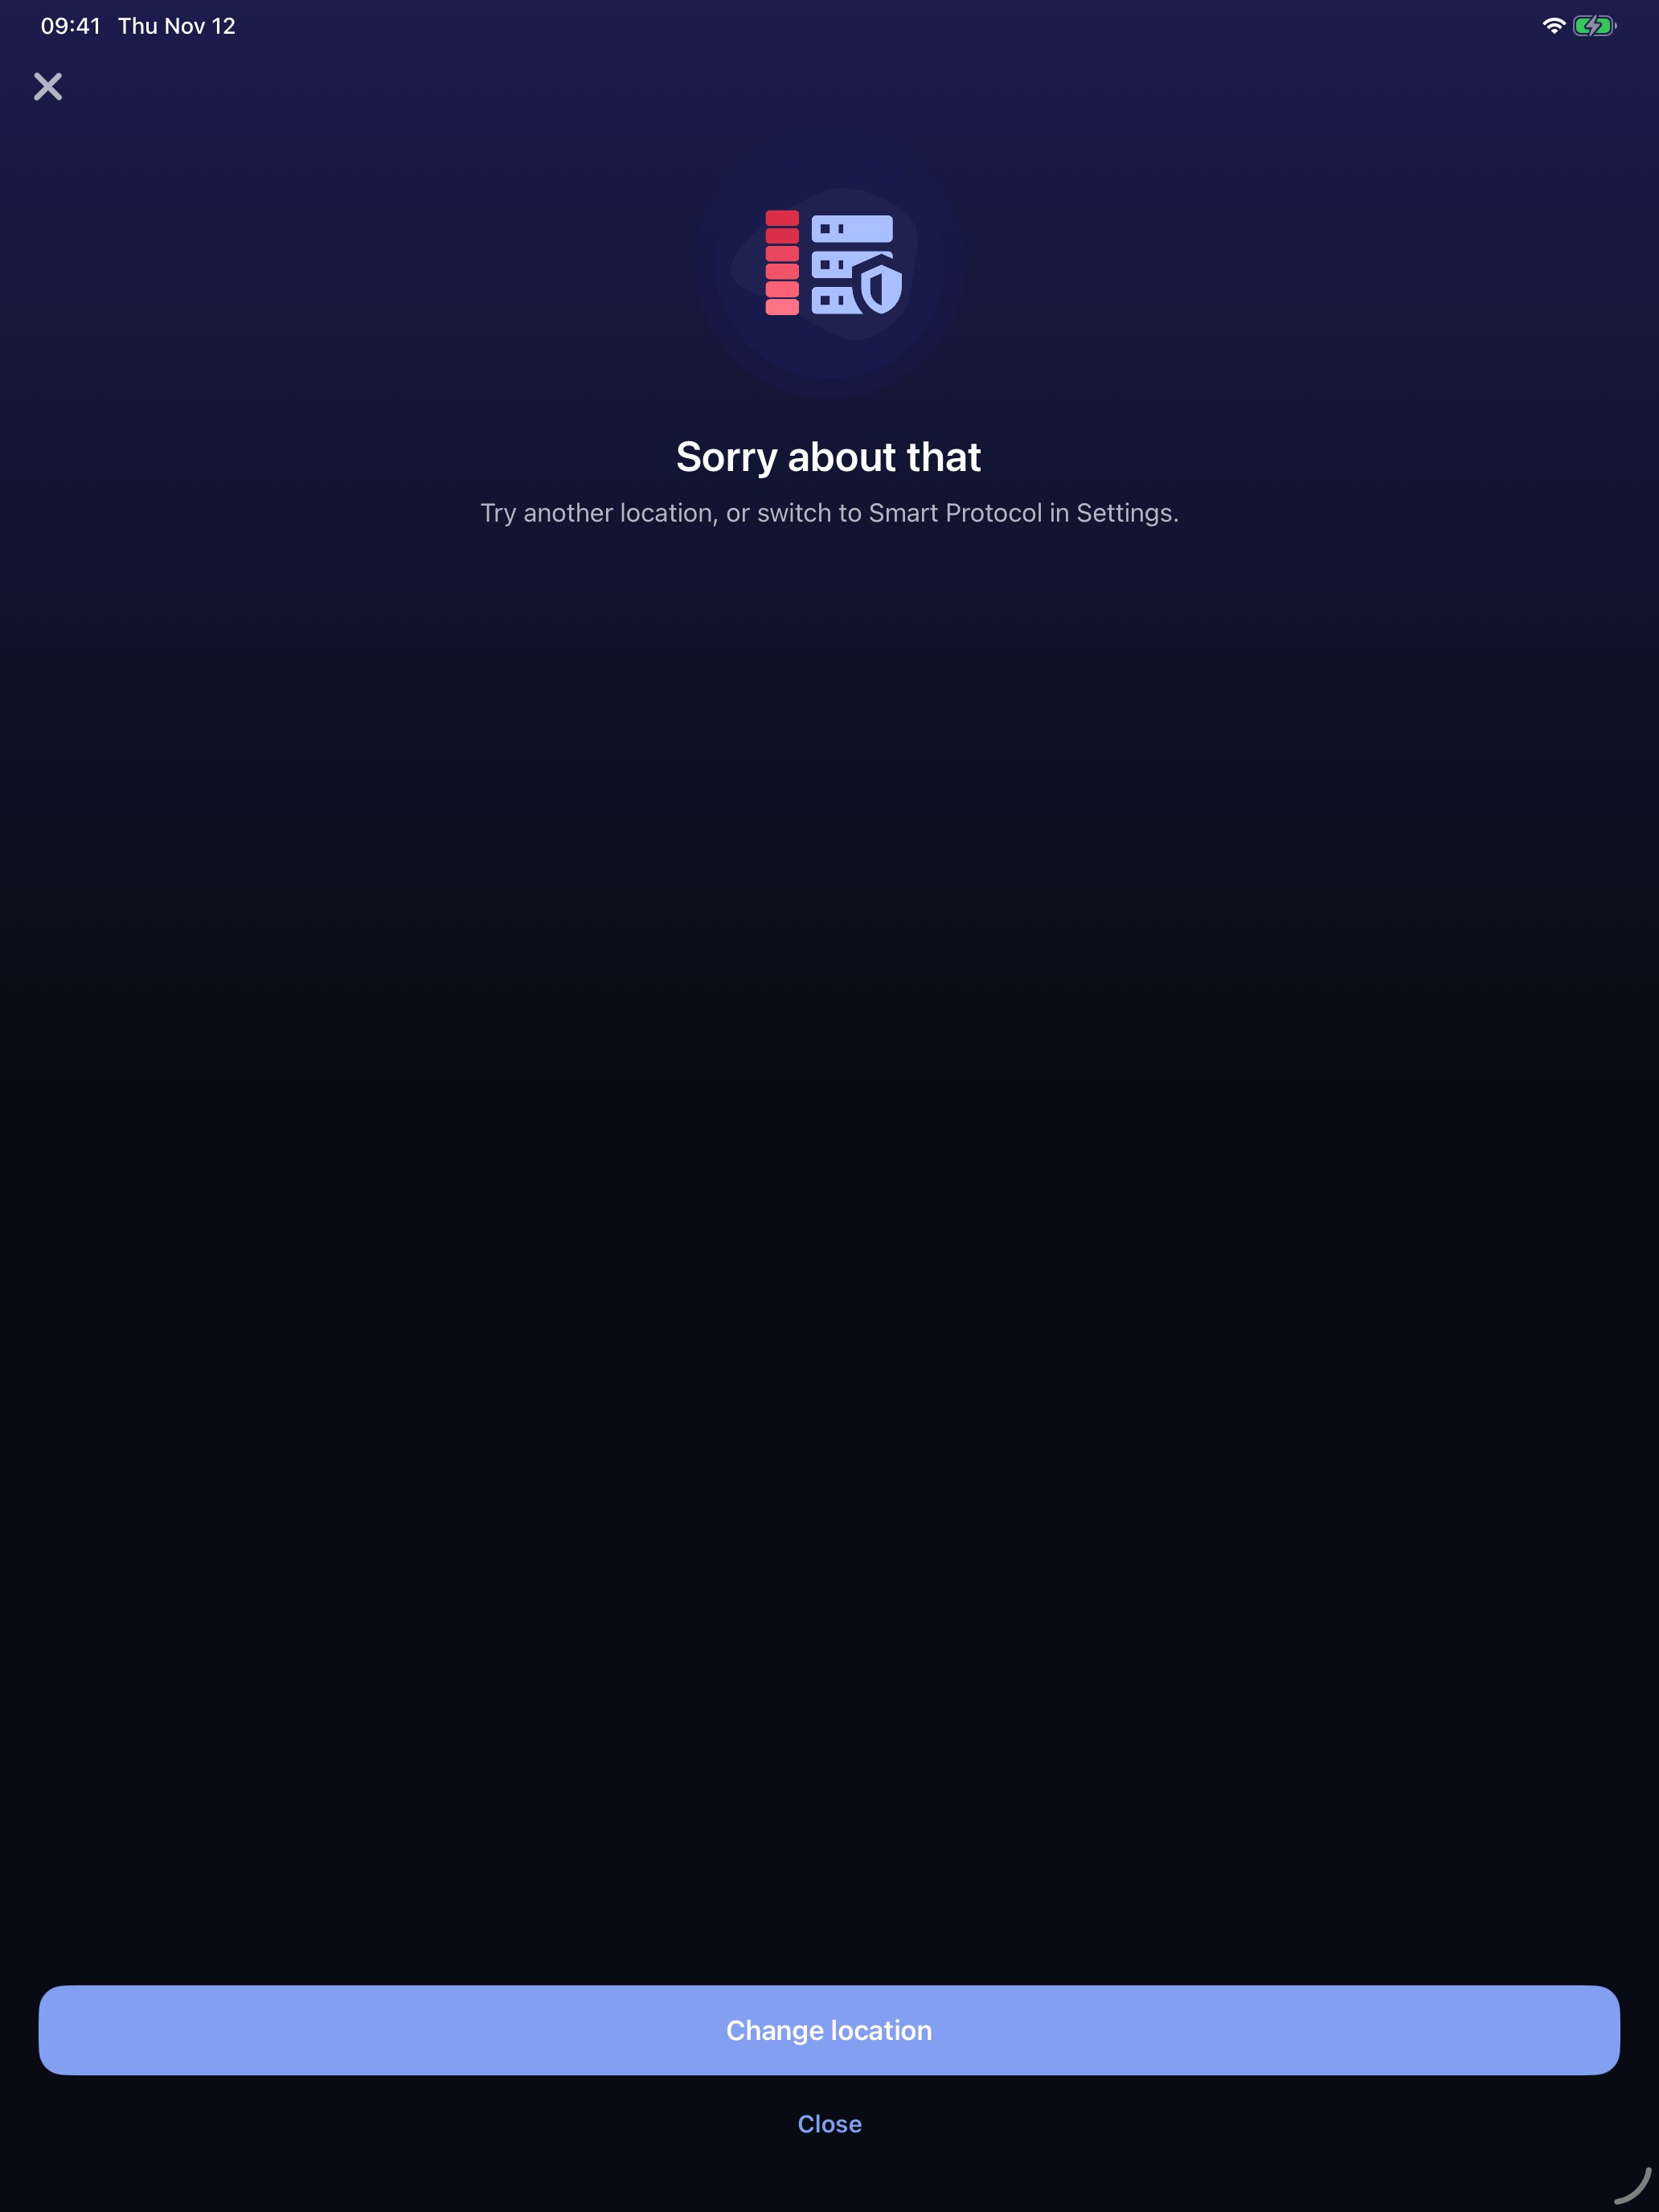 09:41 Thu Nov 12
Sorry about that
Try another location, or switch to Smart Protocol in Settings.
Change location
Close